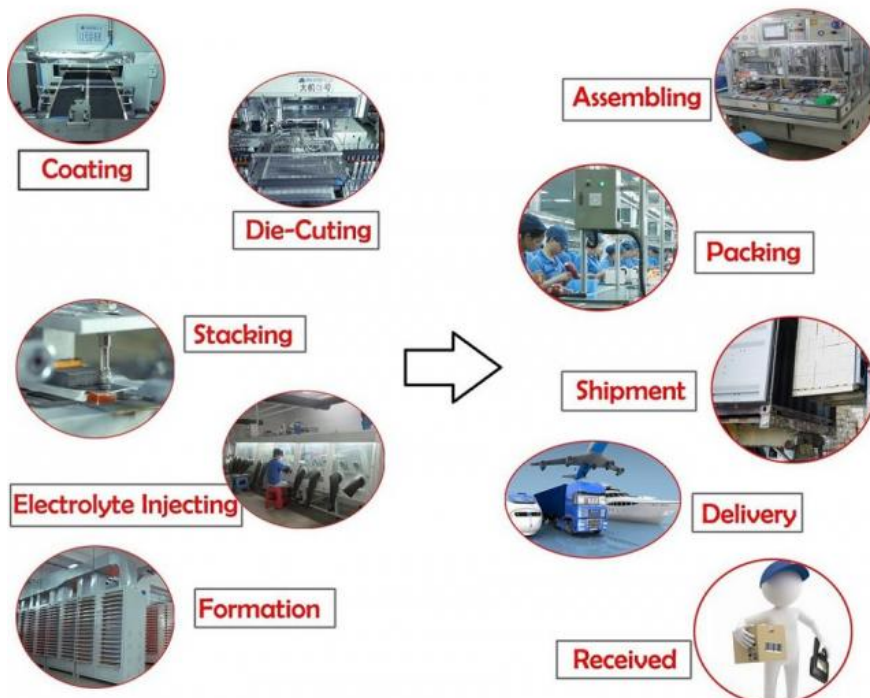 Coating
Die-Cuting
Stacking
Electrolyte Injecting
Formation
Assembling
Packing
Shipment
Delivery
Received